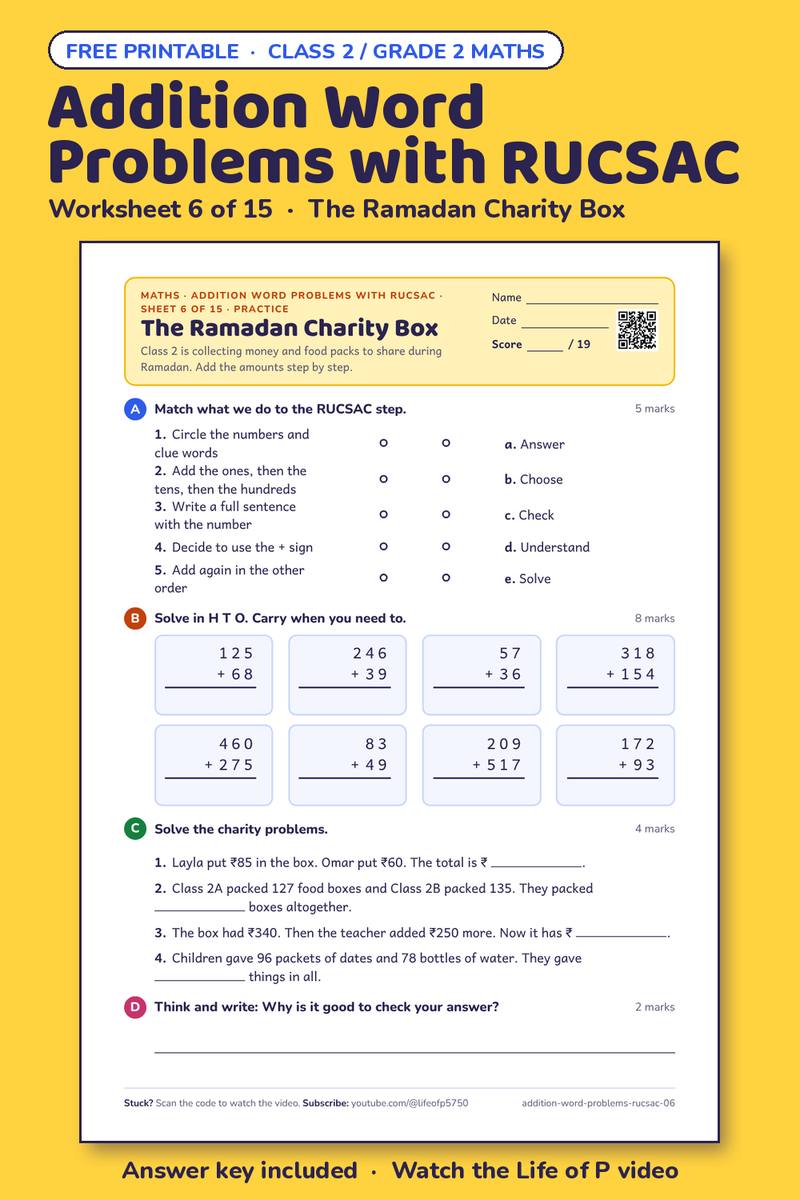 FREE PRINTABLE · CLASS 2 / GRADE 2 MATHS
Addition Word
Problems with RUCSAC
Worksheet 6 of 15 · The Ramadan Charity Box
MATHS · ADDITION WORD PROBLEMS WITH RUCSAC ·
SHEET 6 OF 15 · PRACTICE
The Ramadan Charity Box
Class 2 is collecting money and food packs to share during
Ramadan. Add the amounts step by step.
Name ____________
Date ____________
Score ______ / 19
A Match what we do to the RUCSAC step. 5 marks
1. Circle the numbers and
clue words
a. Answer
2. Add the ones, then the
tens, then the hundreds
b. Choose
3. Write a full sentence
with the number
c. Check
4. Decide to use the + sign
d. Understand
5. Add again in the other
order
e. Solve
B Solve in H T O. Carry when you need to. 8 marks
125 246 57 318
+ 68 + 39 + 36 + 154
460 83 209 172
+ 275 + 49 + 517 + 93
C Solve the charity problems. 4 marks
1. Layla put ₹85 in the box. Omar put ₹60. The total is ₹ ____________.
2. Class 2A packed 127 food boxes and Class 2B packed 135. They packed
____________ boxes altogether.
3. The box had ₹340. Then the teacher added ₹250 more. Now it has ₹ ____________.
4. Children gave 96 packets of dates and 78 bottles of water. They gave
____________ things in all.
D Think and write: Why is it good to check your answer? 2 marks
Stuck? Scan the code to watch the video. Subscribe: youtube.com/@lifeofp5750
addition-word-problems-rucsac-06
Answer key included · Watch the Life of P video